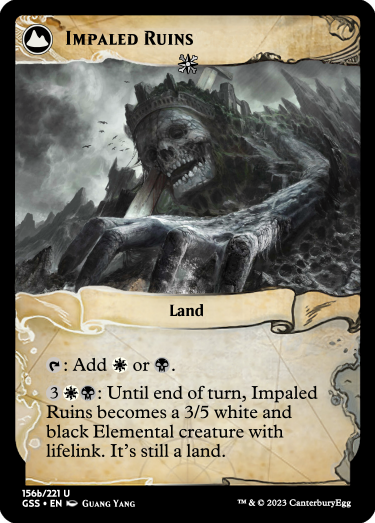 IMPALED RUINS
Land
: Add or .
3 : Until end of turn, Impaled
Ruins becomes a 3/5 white and
black Elemental creature with
lifelink. It's still a land.
156b/221 U
GSS • EN GUANG YANG
™ & © 2023 CanterburyEgg